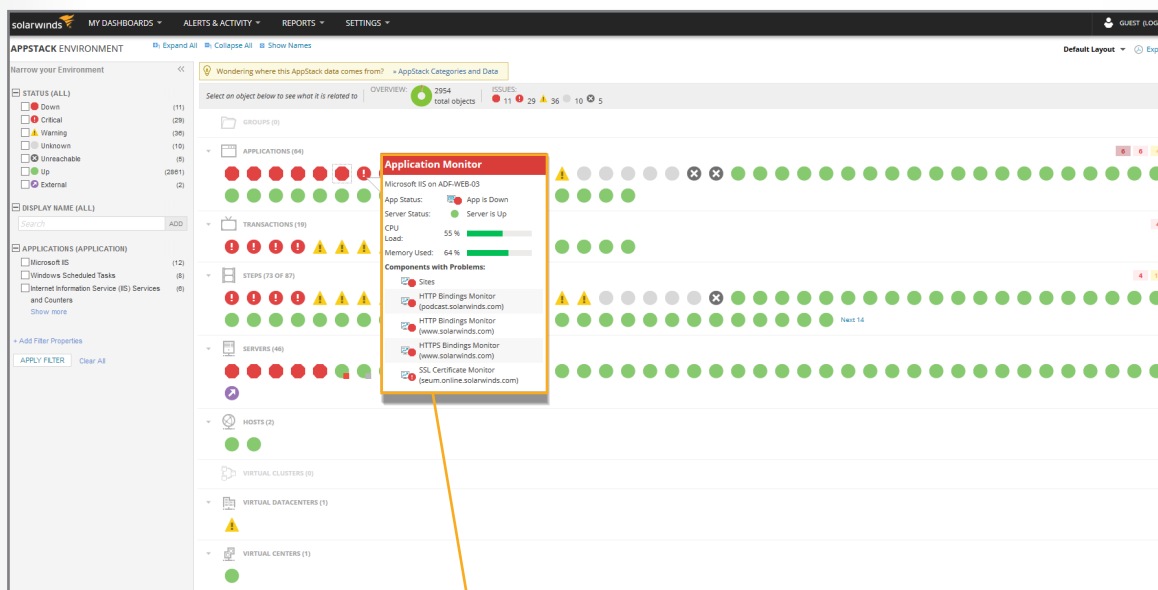 solarwinds MY DASHBOARDS ALERTS & ACTIVITY REPORTS SETTINGS GUEST (LOG
APPSTACK ENVIRONMENT Expand All Collapse All Show Names Default Layout Exp
Narrow your Environment
Wondering where this AppStack data comes from? » AppStack Categories and Data
Select an object below to see what it is related to
OVERVIEW:
2954
total objects
ISSUES:
11 29 36 10 5
STATUS (ALL)
Down (11)
Critical (29)
Warning (36)
Unknown (10)
Unreachable (5)
Up (2861)
External (2)
DISPLAY NAME (ALL)
Search ADD
APPLICATIONS (APPLICATION)
Microsoft IIS (12)
Windows Scheduled Tasks (8)
Internet Information Service (IIS) Services (6)
and Counters
Show more
+ Add Filter Properties
APPLY FILTER Clear All
GROUPS (0)
APPLICATIONS (64)
6 6
TRANSACTIONS (19)
4
STEPS (73 OF 87)
4 1
Next 14
SERVERS (46)
HOSTS (2)
VIRTUAL CLUSTERS (0)
VIRTUAL DATACENTERS (1)
VIRTUAL CENTERS (1)
Application Monitor
Microsoft IIS on ADF-WEB-03
App Status: App is Down
Server Status: Server is Up
CPU
Load:
55 %
Memory Used: 64 %
Components with Problems:
Sites
HTTP Bindings Monitor
(podcast.solarwinds.com)
HTTP Bindings Monitor
(www.solarwinds.com)
HTTPS Bindings Monitor
(www.solarwinds.com)
SSL Certificate Monitor
(seum.online.solarwinds.com)